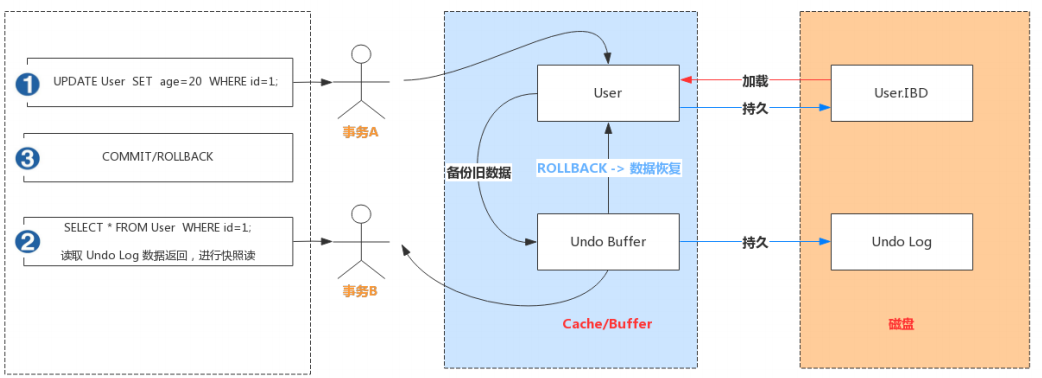 1
UPDATE User SET age=20 WHERE id=1;
事务A
3
COMMIT/ROLLBACK
2
SELECT * FROM User WHERE id=1;
读取 Undo Log 数据返回，进行快照读
事务B
User
备份旧数据
ROLLBACK -> 数据恢复
Undo Buffer
Cache/Buffer
加载
持久
持久
User.IBD
Undo Log
磁盘